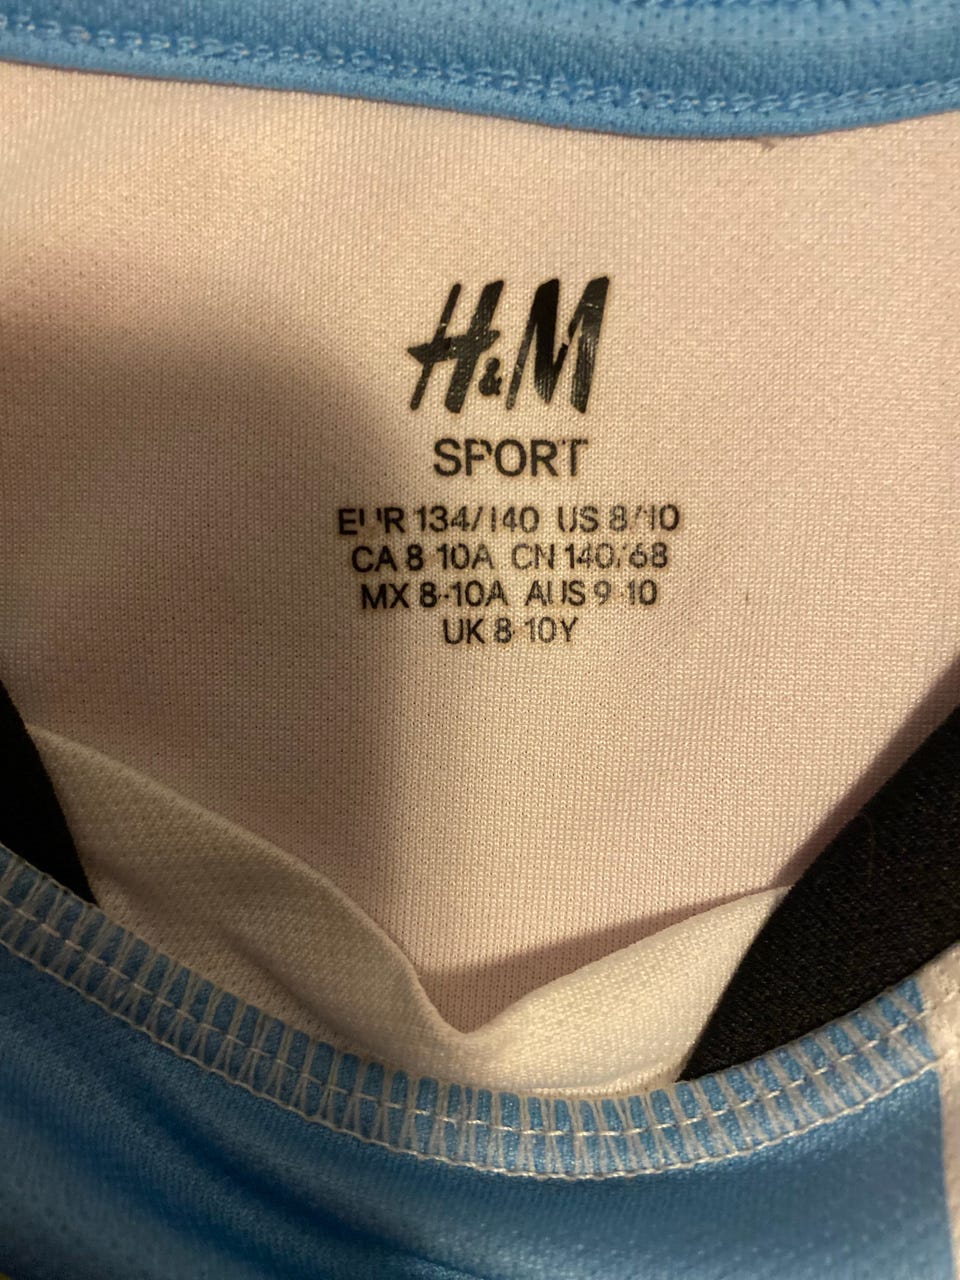 H&M
SPORT
EUR 134/140 US 8/10
CA 8-10A CN 140/68
MX 8-10A AUS 9-10
UK 8-10Y